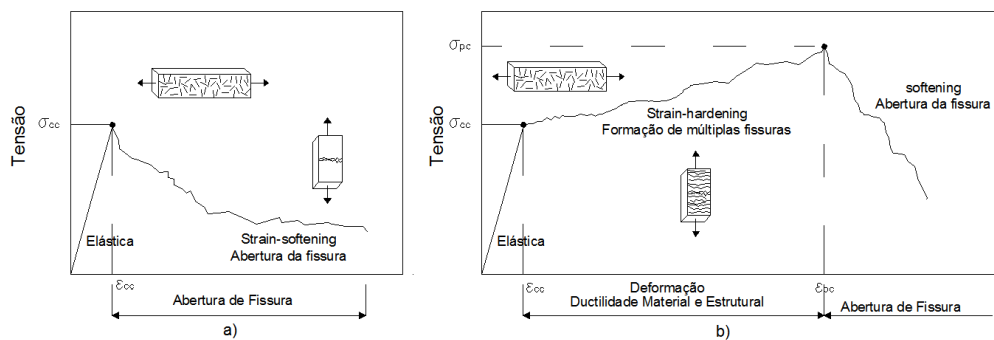 Tensão
σcc
Elástica
Strain-softening
Abertura da fissura
εcc
Abertura de Fissura
a)
Tensão
σpc
σcc
Strain-hardening
Formação de múltiplas fissuras
softening
Abertura da fissura
Elástica
εcc
Deformação
εpc
Ductilidade Material e Estrutural
Abertura de Fissura
b)